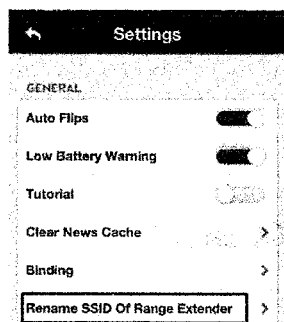 Settings
GENERAL
Auto Flips
Low Battery Warning
Tutorial
Clear News Cache
Binding
Rename SSID Of Range Extender